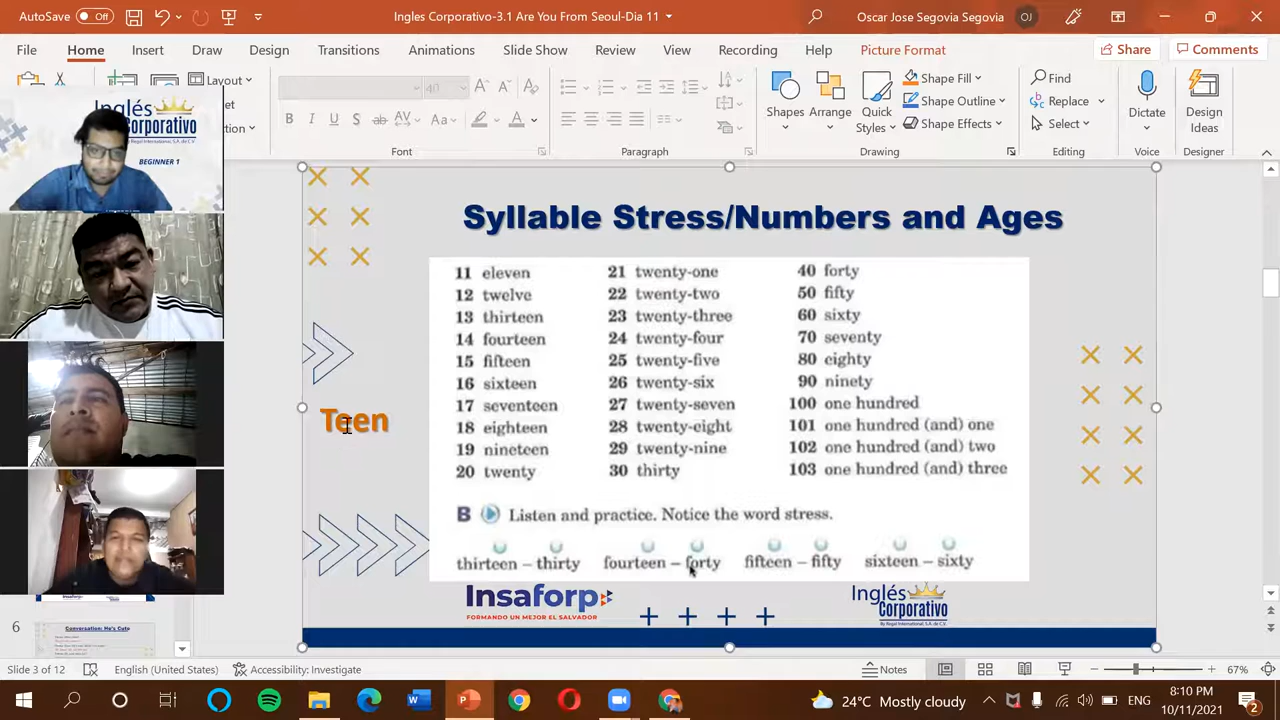 AutoSave Off
Ingles Corporativo-3.1 Are You From Seoul-Dia 11
Oscar Jose Segovia Segovia
OJ
File Home Insert Draw Design Transitions Animations Slide Show Review View Recording Help Picture Format
Share
Comments
Layout
Shapes
Arrange
Quick Styles
Shape Fill
Shape Outline
Shape Effects
Find
Replace
Select
Dictate
Design Ideas
Font
Paragraph
Drawing
Editing
Voice
Designer
Inglés
Corporativo
BEGINNER 1
Syllable Stress/Numbers and Ages
11 eleven 21 twenty-one 40 forty
12 twelve 22 twenty-two 50 fifty
13 thirteen 23 twenty-three 60 sixty
14 fourteen 24 twenty-four 70 seventy
15 fifteen 25 twenty-five 80 eighty
16 sixteen 26 twenty-six 90 ninety
17 seventeen 27 twenty-seven 100 one hundred
18 eighteen 28 twenty-eight 101 one hundred (and) one
19 nineteen 29 twenty-nine 102 one hundred (and) two
20 twenty 30 thirty 103 one hundred (and) three
Teen
B Listen and practice. Notice the word stress.
thirteen – thirty fourteen – forty fifteen – fifty sixteen – sixty
Insaforp
FORMANDO UN MEJOR EL SALVADOR
Inglés
Corporativo
By Regal International, S.A. de C.V.
6
Conversation: He's Cute
Slide 3 of 12 English (United States) Accessibility: Investigate Notes 67%
24°C Mostly cloudy
ENG
8:10 PM
10/11/2021
2